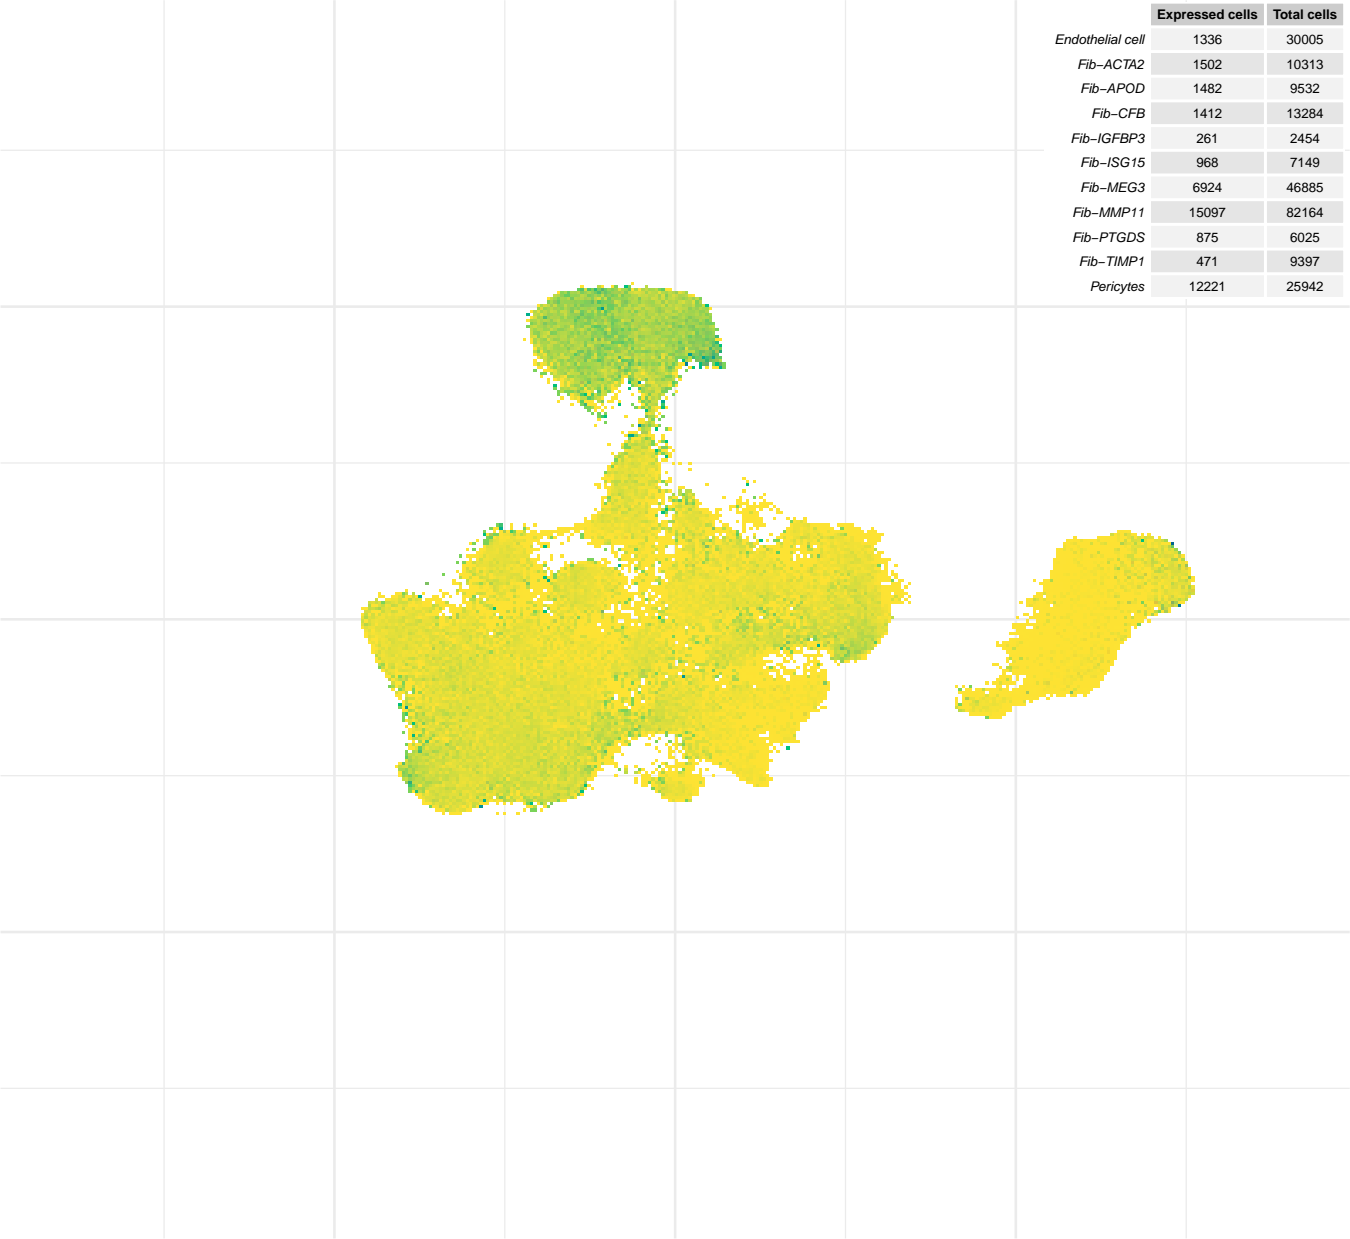 Expressed cells Total cells
Endothelial cell 1336 30005
Fib−ACTA2 1502 10313
Fib−APOD 1482 9532
Fib−CFB 1412 13284
Fib−IGFBP3 261 2454
Fib−ISG15 968 7149
Fib−MEG3 6924 46885
Fib−MMP11 15097 82164
Fib−PTGDS 875 6025
Fib−TIMP1 471 9397
Pericytes 12221 25942